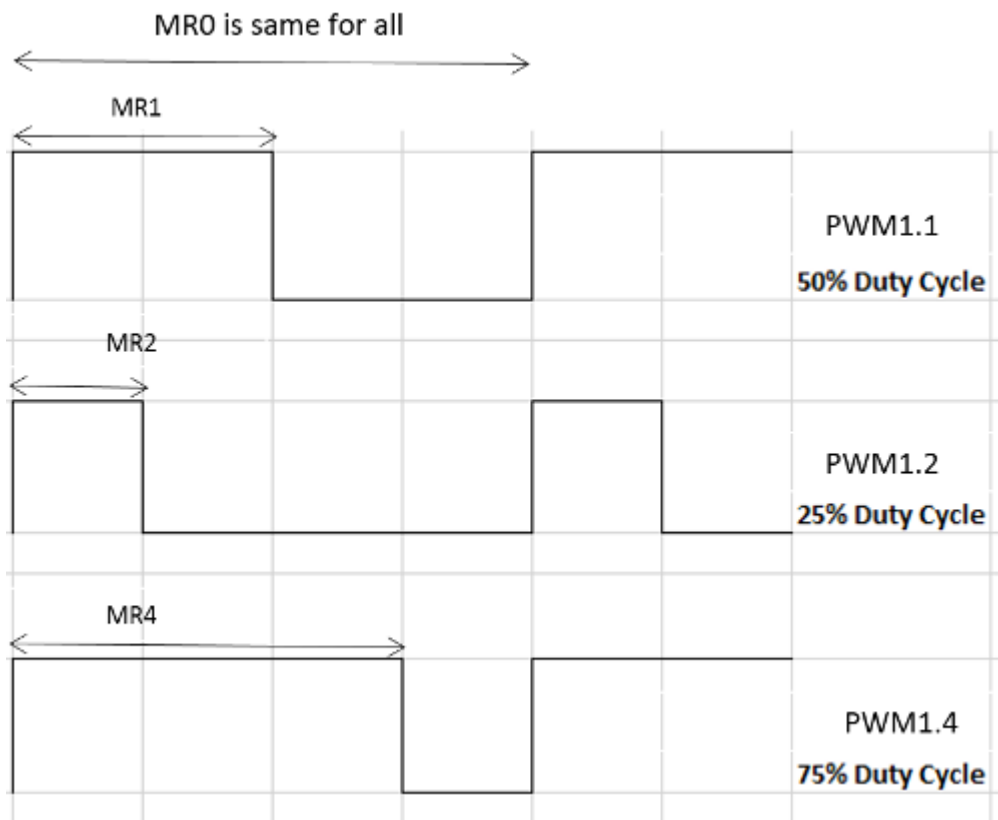 MR0 is same for all
MR1
PWM1.1
50% Duty Cycle
MR2
PWM1.2
25% Duty Cycle
MR4
PWM1.4
75% Duty Cycle